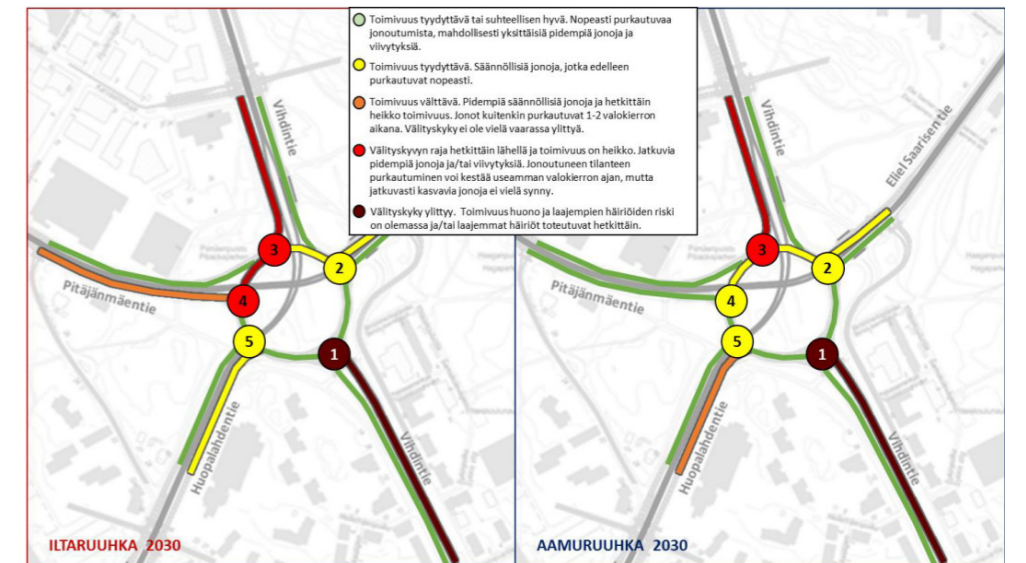 Toimivuus tyydyttävä tai suhteellisen hyvä. Nopeasti purkautuvaa
jonoutumista, mahdollisesti yksittäisiä pidempiä jonoja ja
viivytyksiä.
Toimivuus tyydyttävä. Säännöllisiä jonoja, jotka edelleen
purkautuvat nopeasti.
Toimivuus välttävä. Pidempiä säännöllisiä jonoja ja hetkittäin
heikko toimivuus. Jonot kuitenkin purkautuvat 1-2 valokierron
aikana. Välityskyky ei ole vielä vaarassa ylittyä.
Välityskyvyn raja hetkittäin lähellä ja toimivuus on heikko. Jatkuvia
pidempiä jonoja ja/tai viivytyksiä. Jonoutuneen tilanteen
purkautuminen voi kestää useamman valokierron ajan, mutta
jatkuvasti kasvavia jonoja ei vielä synny.
Välityskyky ylittyy. Toimivuus huono ja laajempien häiriöiden riski
on olemassa ja/tai laajemmat häiriöt toteutuvat hetkittäin.
Vihdintie
3
2
4
5
1
Pitäjänmäentie
Huopalahdentie
Vihdintie
ILTARUUHKA 2030
Vihdintie
Eliel Saarisentie
3
2
4
5
1
Pitäjänmäentie
Huopalahdentie
Vihdintie
AAMURUUHKA 2030